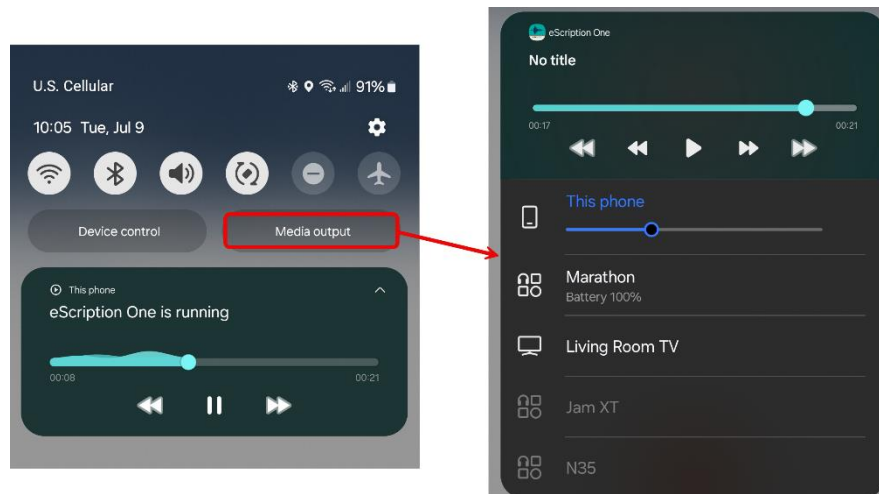 U.S. Cellular
91%
10:05 Tue, Jul 9
Device control
Media output
This phone
eScription One is running
00:08
00:21
eScription One
No title
00:17
00:21
This phone
Marathon
Battery 100%
Living Room TV
Jam XT
N35